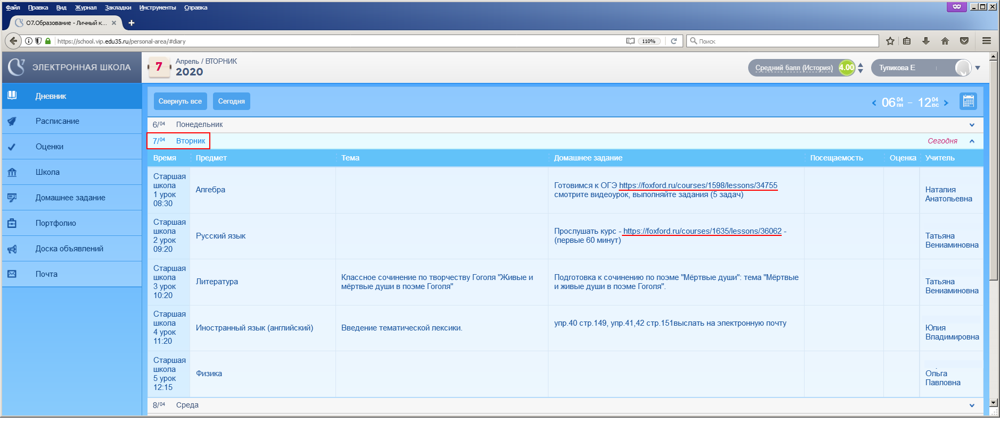 Файл Правка Вид Журнал Закладки Инструменты Справка
О7.Образование - Личный к...
https://school.vip.edu35.ru/personal-area/#diary
110%
Поиск
ЭЛЕКТРОННАЯ ШКОЛА
7
Апрель / ВТОРНИК
2020
Средний балл (История) 4.00
Тупикова Е
Дневник
Расписание
Оценки
Школа
Домашнее задание
Портфолио
Доска объявлений
Почта
Свернуть все Сегодня
06 04 пн – 12 04 вс
6/04 Понедельник
7/04 Вторник
Сегодня
Время Предмет Тема Домашнее задание Посещаемость Оценка Учитель
Старшая
школа
1 урок
08:30
Алгебра
Готовимся к ОГЭ https://foxford.ru/courses/1598/lessons/34755
смотрите видеоурок, выполняйте задания (5 задач)
Наталия
Анатольевна
Старшая
школа
2 урок
09:20
Русский язык
Прослушать курс - https://foxford.ru/courses/1635/lessons/36062 -
(первые 60 минут)
Татьяна
Вениаминовна
Старшая
школа
3 урок
10:20
Литература
Классное сочинение по творчеству Гоголя "Живые и
мёртвые души в поэме Гоголя"
Подготовка к сочинению по поэме "Мёртвые души": тема "Мёртвые
и живые души в поэме Гоголя".
Татьяна
Вениаминовна
Старшая
школа
4 урок
11:20
Иностранный язык (английский)
Введение тематической лексики.
упр.40 стр.149, упр.41,42 стр.151выслать на электронную почту
Юлия
Владимировна
Старшая
школа
5 урок
12:15
Физика
Ольга
Павловна
8/04 Среда